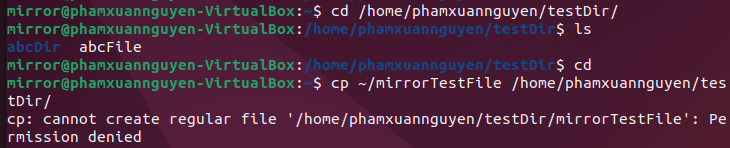 mirror@phamxuannguyen-VirtualBox:~$ cd /home/phamxuannguyen/testDir/
mirror@phamxuannguyen-VirtualBox:/home/phamxuannguyen/testDir$ ls
abcDir  abcFile
mirror@phamxuannguyen-VirtualBox:/home/phamxuannguyen/testDir$ cd
mirror@phamxuannguyen-VirtualBox:~$ cp ~/mirrorTestFile /home/phamxuannguyen/tes
tDir/
cp: cannot create regular file '/home/phamxuannguyen/testDir/mirrorTestFile': Pe
rmission denied